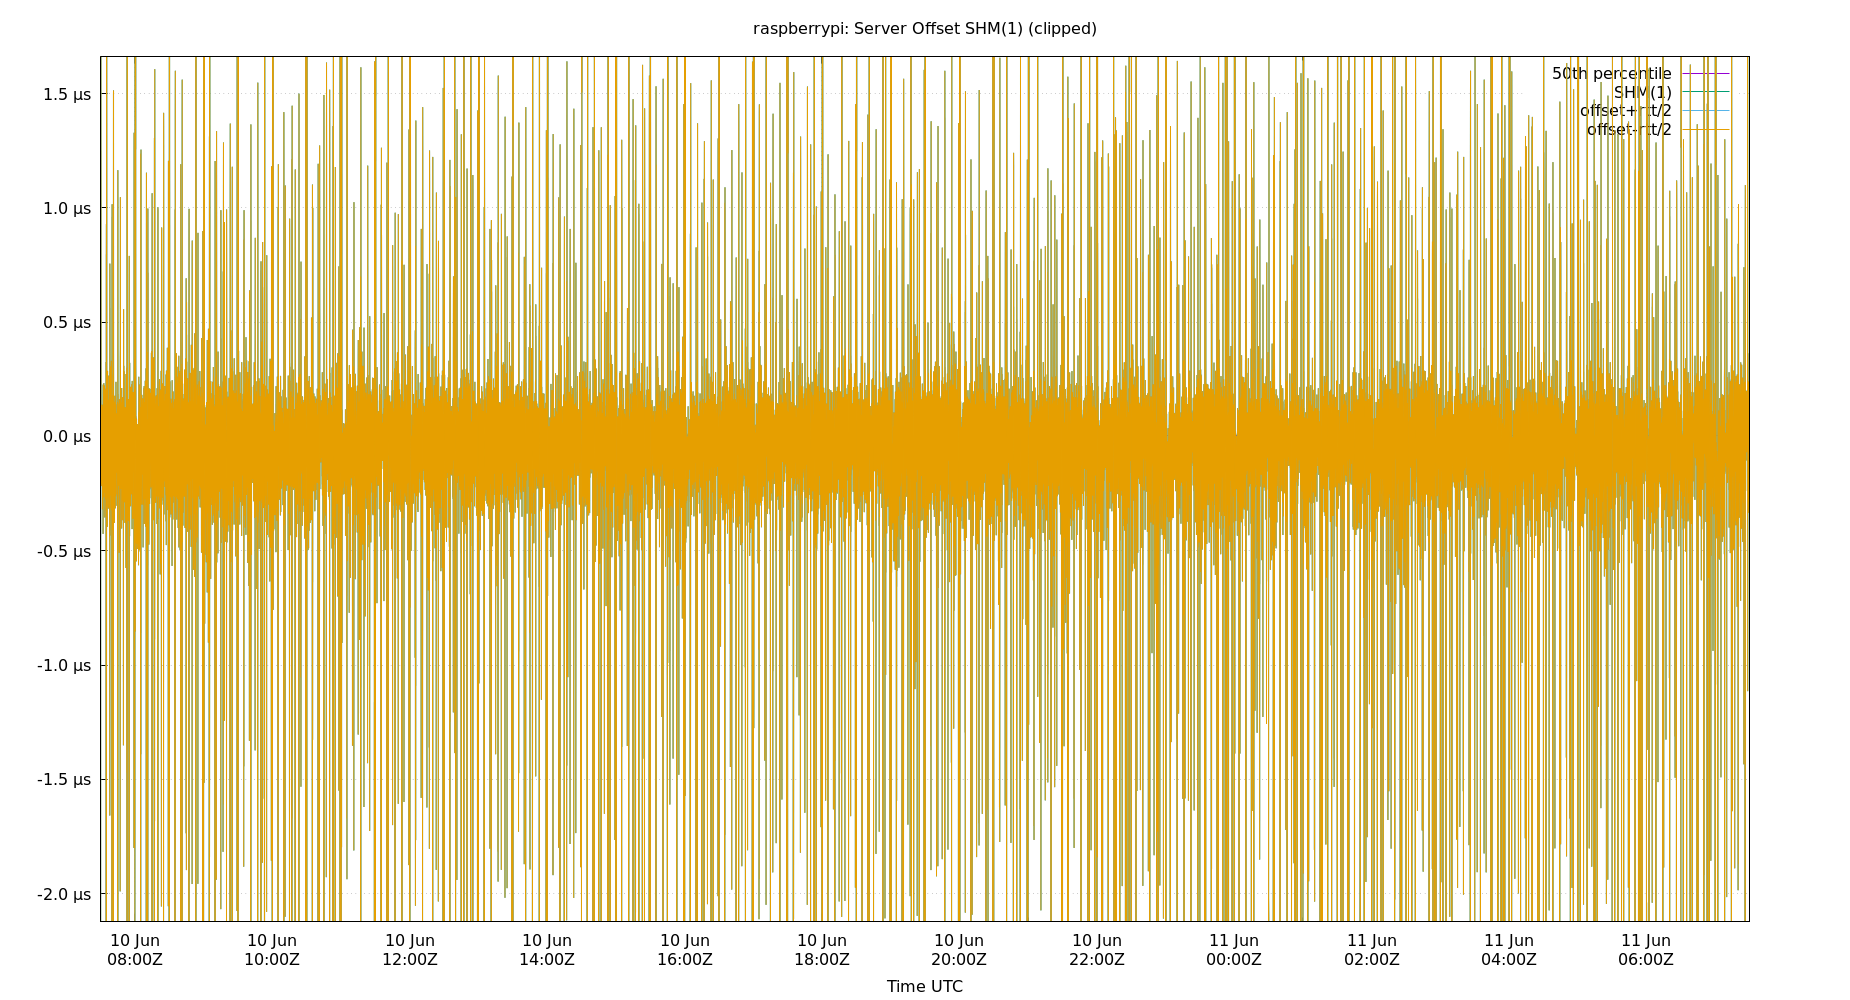 raspberrypi: Server Offset SHM(1) (clipped)
50th percentile
SHM(1)
offset+rtt/2
offset-rtt/2
1.5 µs
1.0 µs
0.5 µs
0.0 µs
-0.5 µs
-1.0 µs
-1.5 µs
-2.0 µs
10 Jun 10 Jun 10 Jun 10 Jun 10 Jun 10 Jun 10 Jun 10 Jun 11 Jun 11 Jun 11 Jun 11 Jun
08:00Z 10:00Z 12:00Z 14:00Z 16:00Z 18:00Z 20:00Z 22:00Z 00:00Z 02:00Z 04:00Z 06:00Z
Time UTC